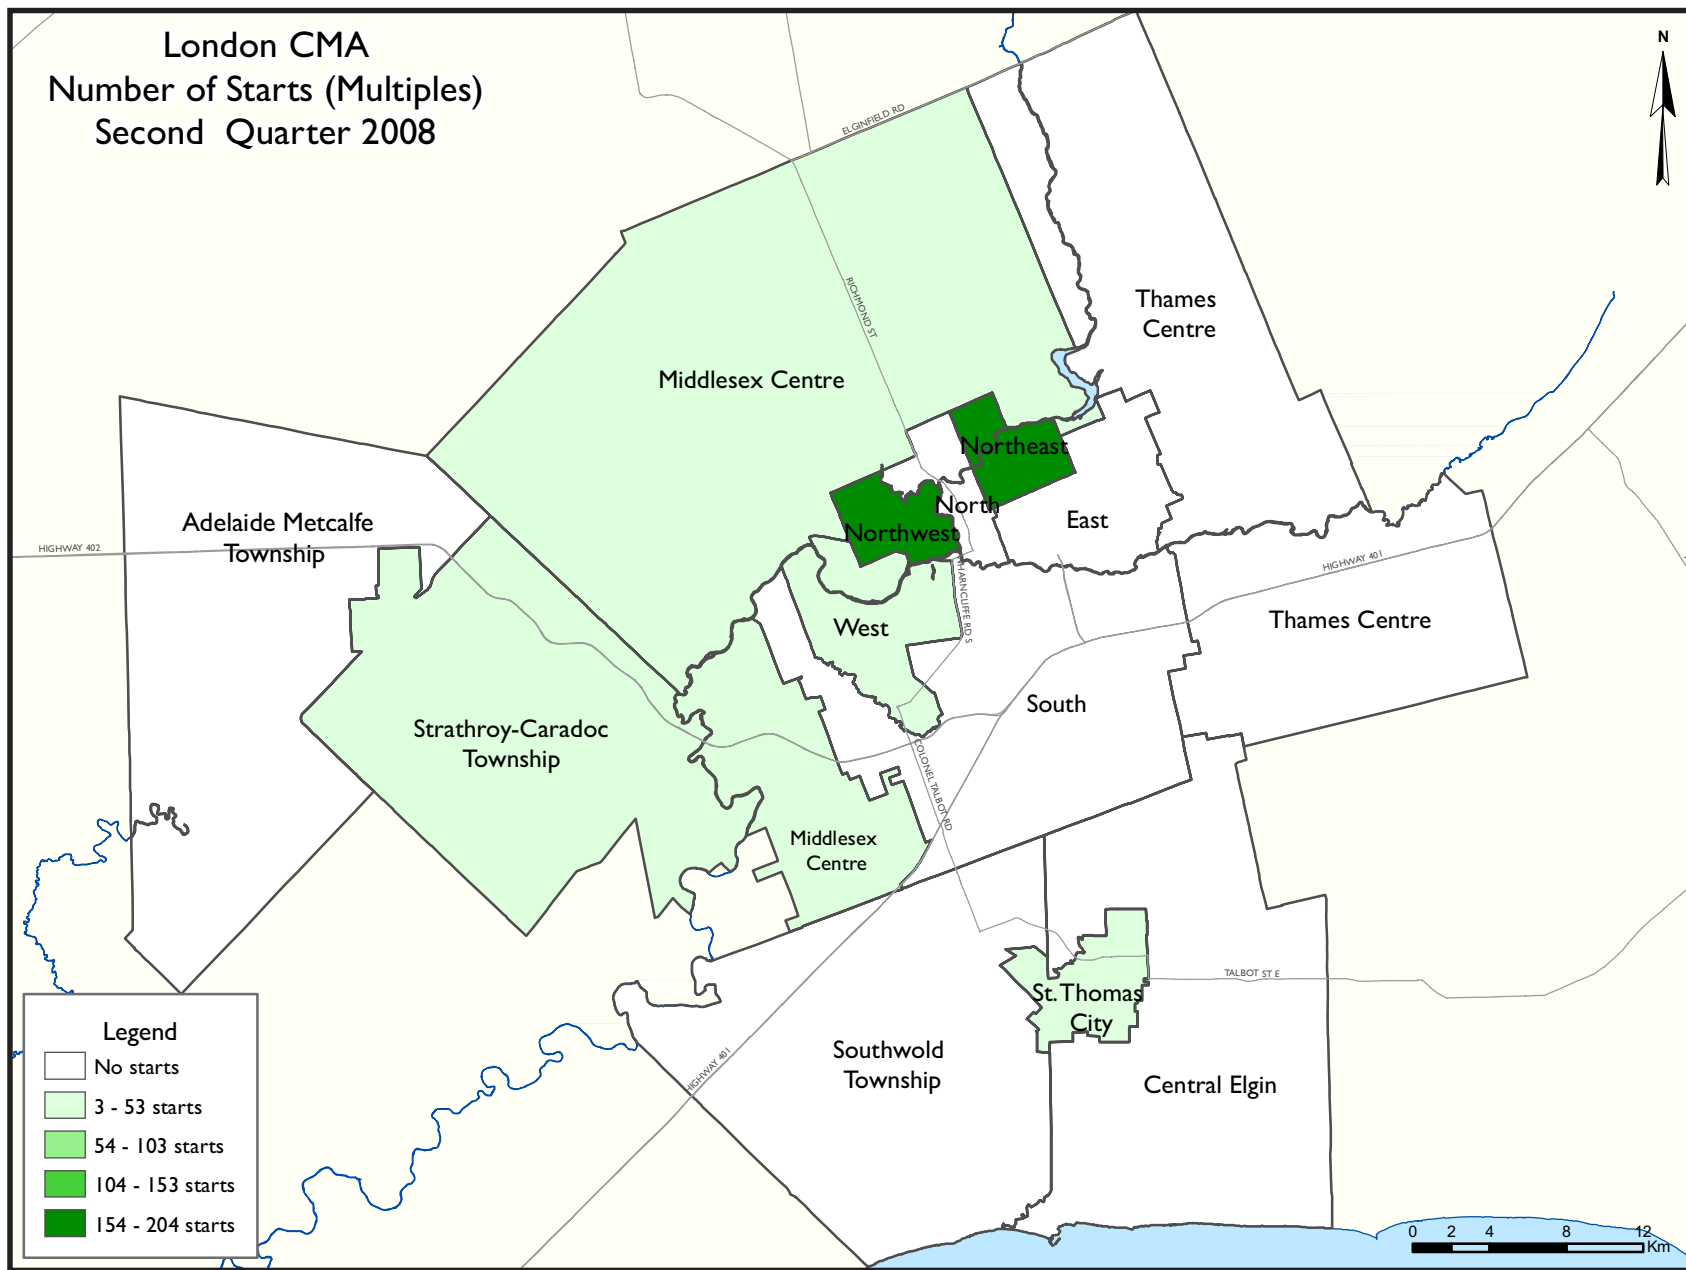 London CMA
Number of Starts (Multiples)
Second Quarter 2008
N
ELGINFIELD RD
RICHMOND ST
Thames
Centre
Middlesex Centre
Northeast
North
Northwest
East
Adelaide Metcalfe
Township
HIGHWAY 402
HIGHWAY 401
WHARNCLIFFE RD S
West
Thames Centre
South
Strathroy-Caradoc
Township
COLONEL TALBOT RD
Middlesex
Centre
St. Thomas
City
TALBOT ST E
Southwold
Township
Central Elgin
HIGHWAY 401
Legend
No starts
3 - 53 starts
54 - 103 starts
104 - 153 starts
154 - 204 starts
0 2 4 8 12
Km